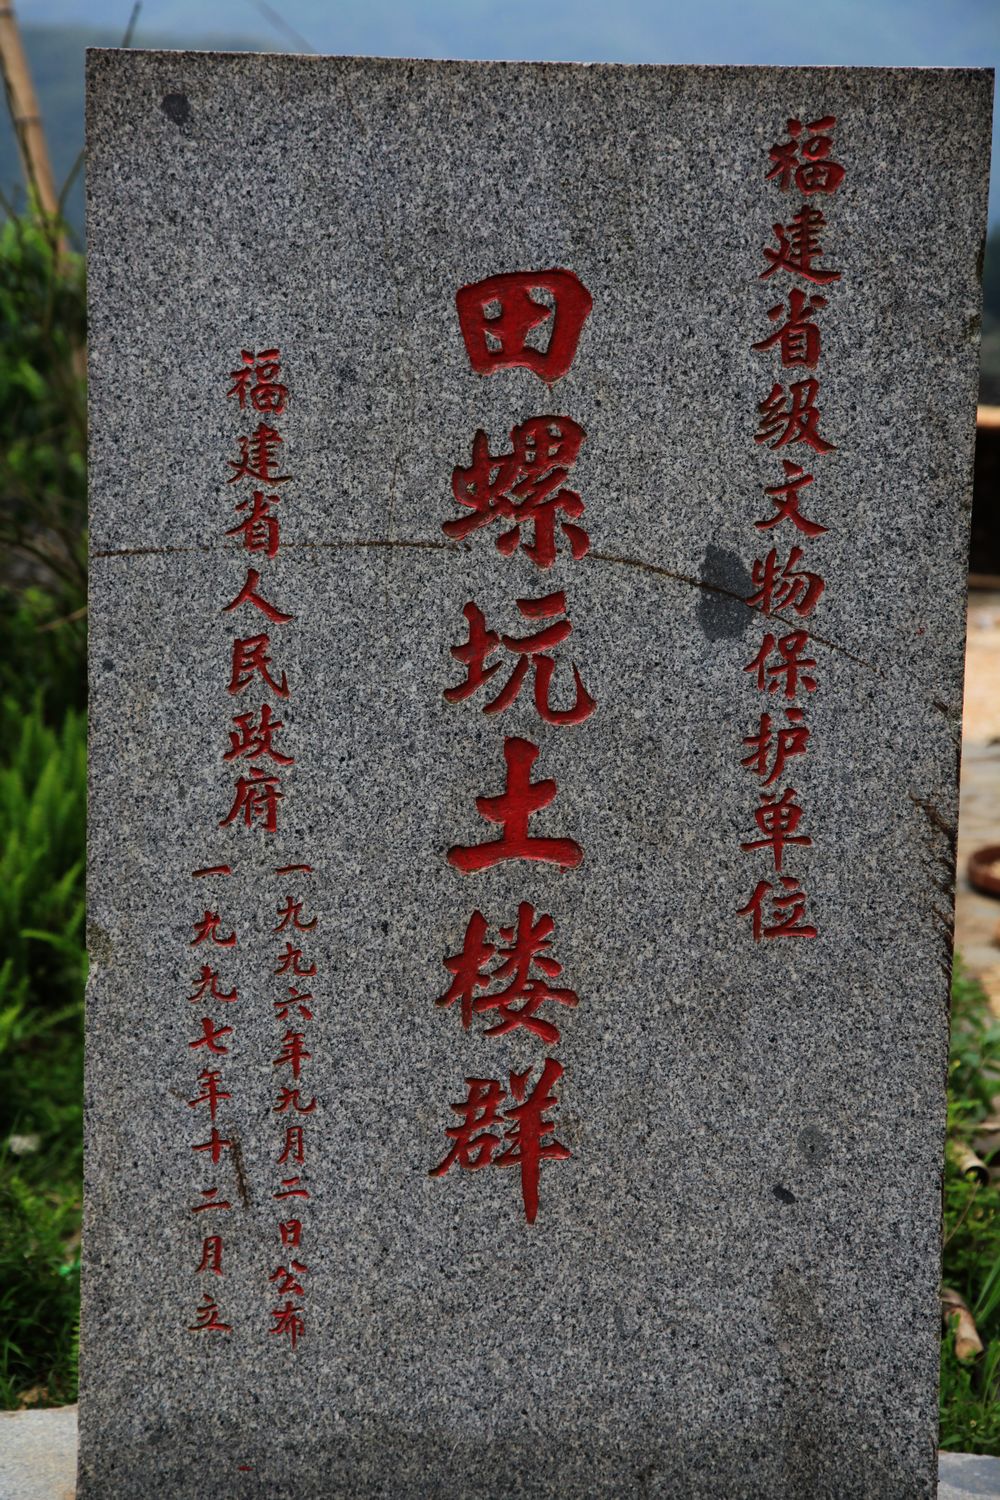 福建省级文物保护单位
田螺坑土楼群
福建省人民政府
一九九六年九月二日公布
一九九七年十二月立